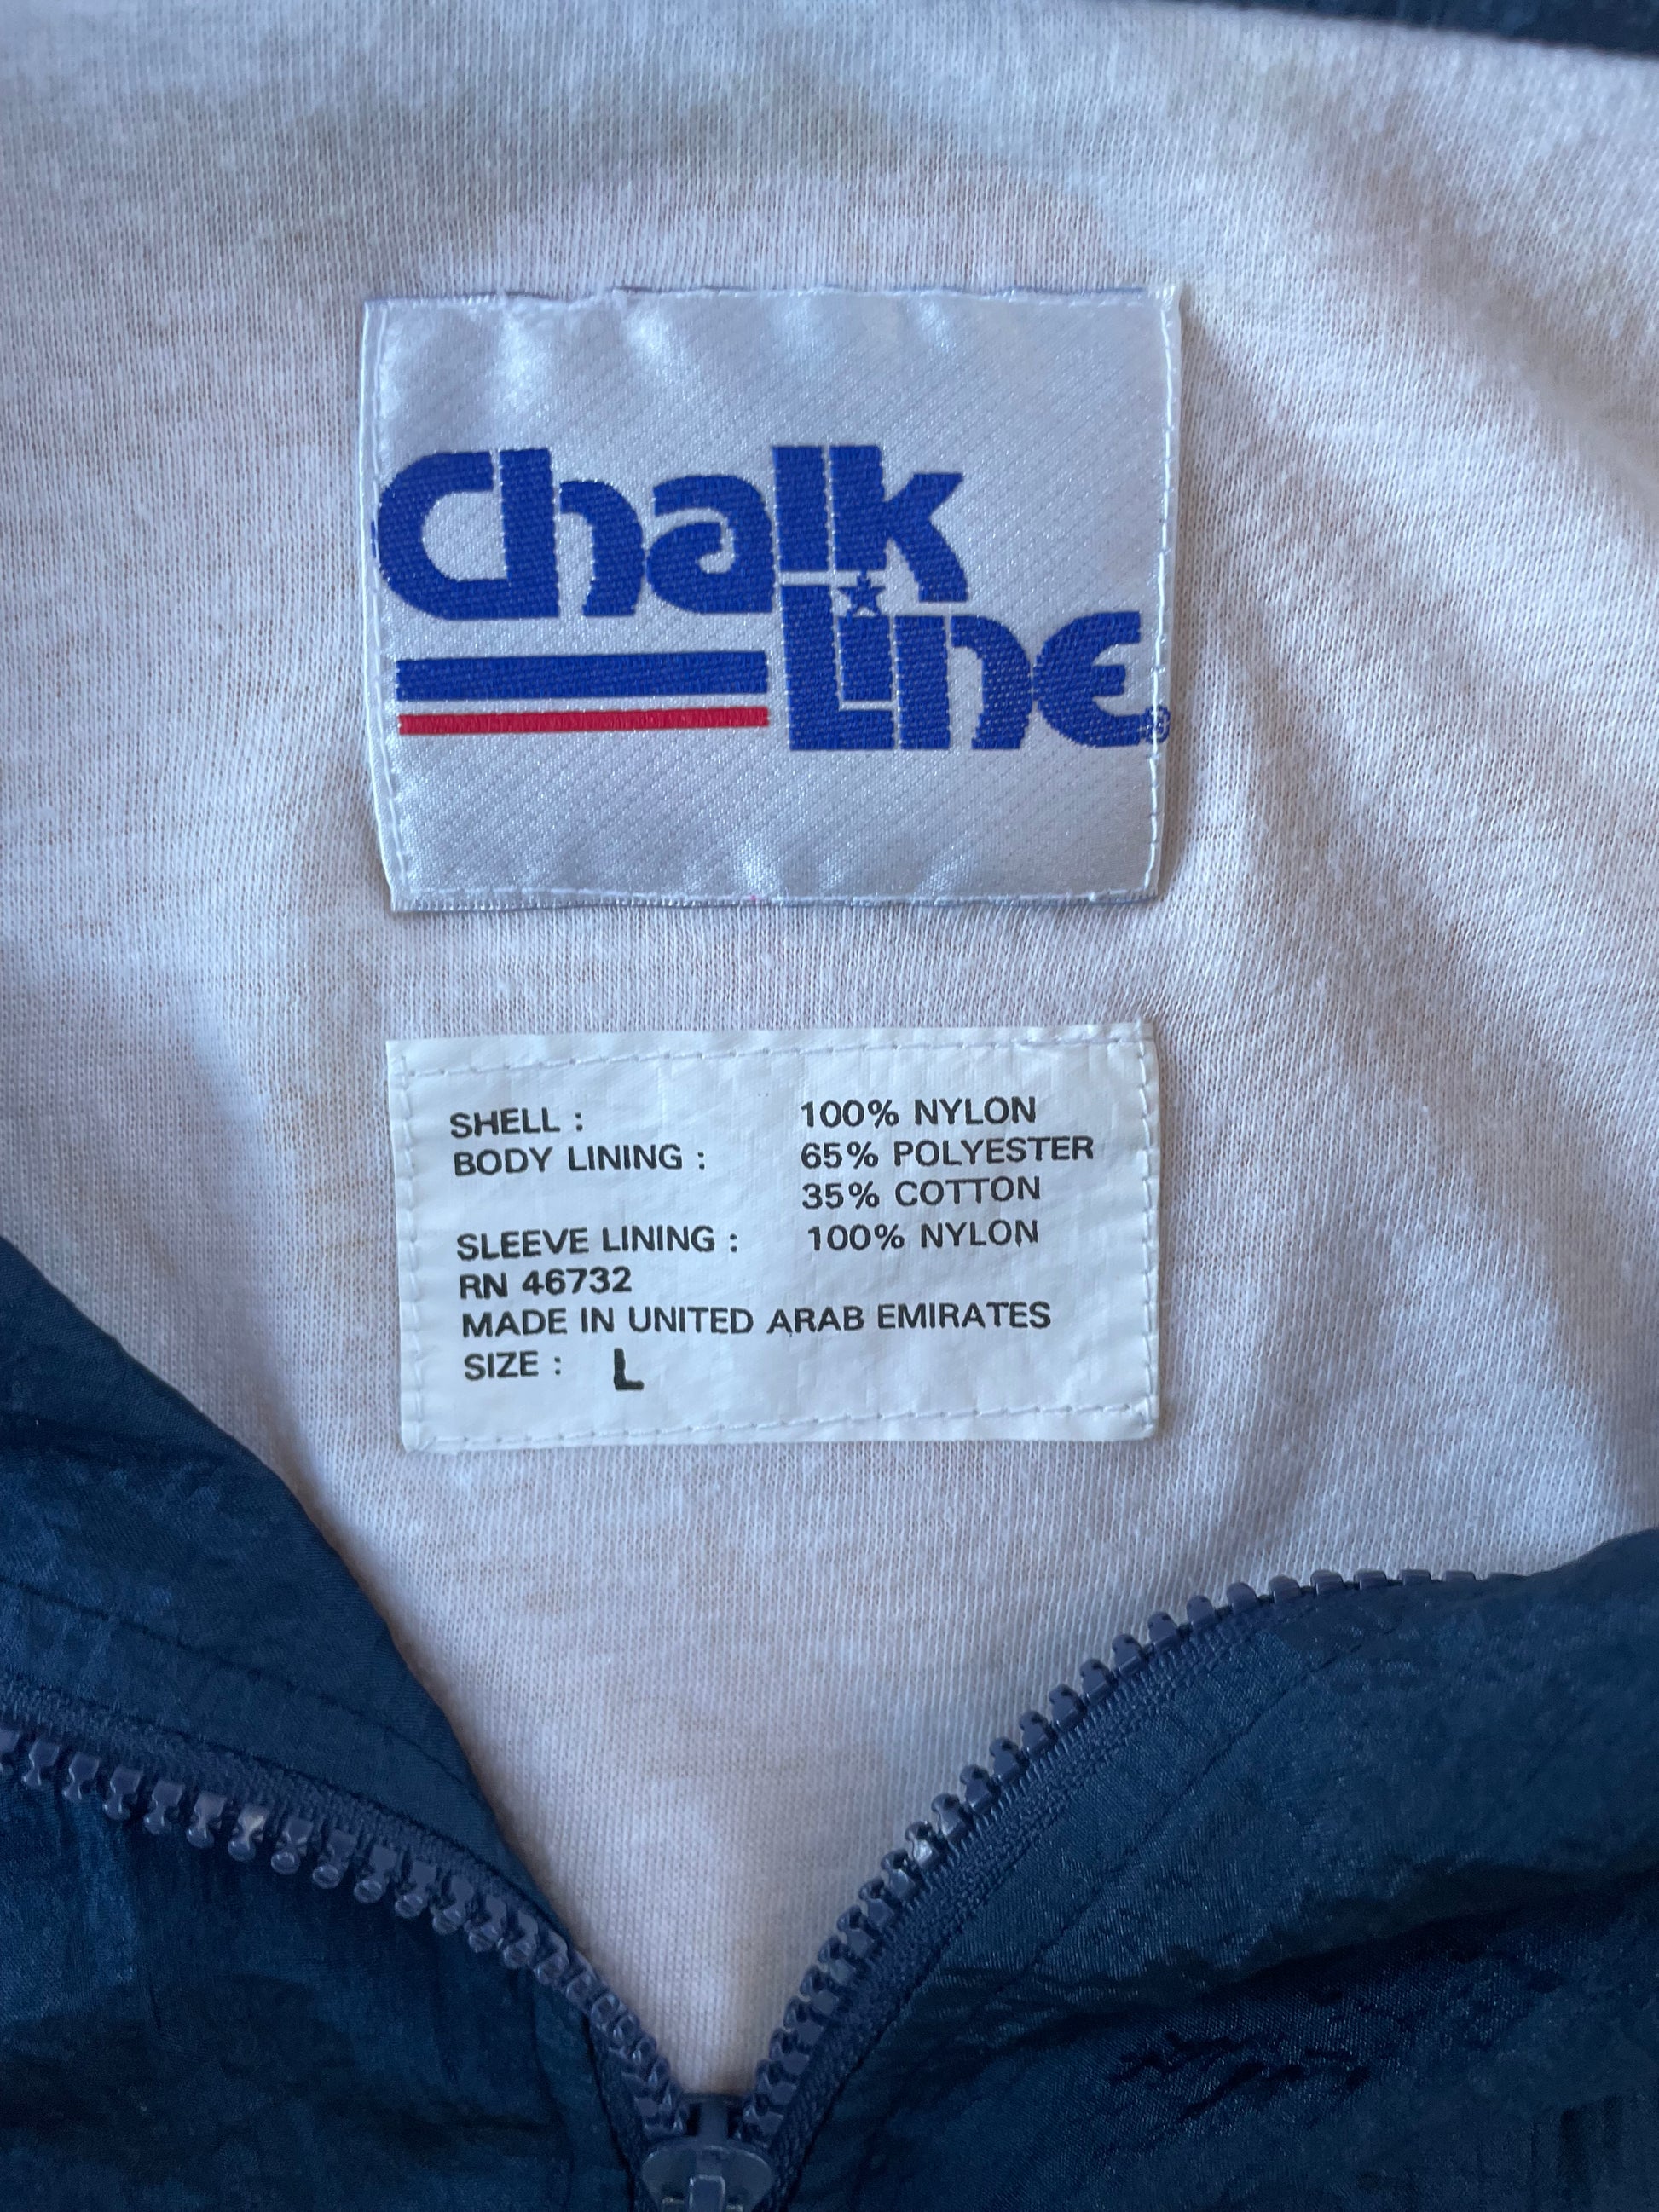 Chalk
Line®
SHELL : 100% NYLON
BODY LINING : 65% POLYESTER
35% COTTON
SLEEVE LINING : 100% NYLON
RN 46732
MADE IN UNITED ARAB EMIRATES
SIZE : L